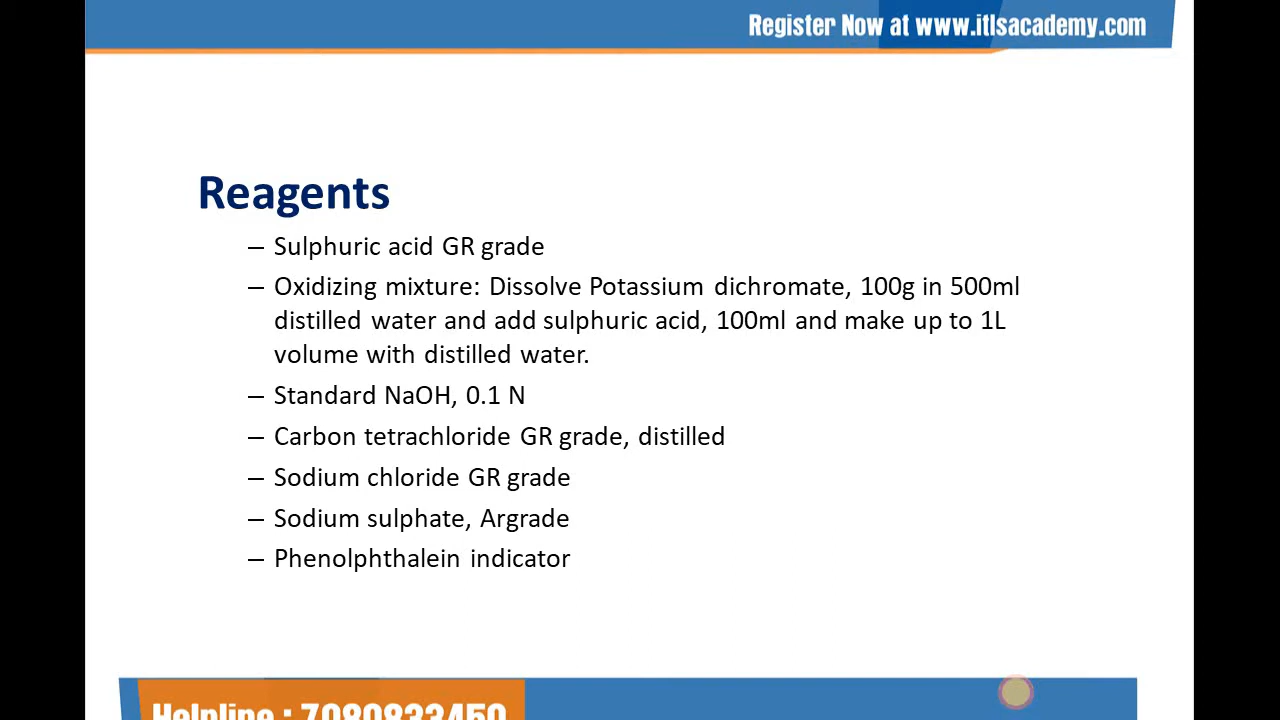 Register Now at www.itlsacademy.com
Reagents
– Sulphuric acid GR grade
– Oxidizing mixture: Dissolve Potassium dichromate, 100g in 500ml
distilled water and add sulphuric acid, 100ml and make up to 1L
volume with distilled water.
– Standard NaOH, 0.1 N
– Carbon tetrachloride GR grade, distilled
– Sodium chloride GR grade
– Sodium sulphate, Argrade
– Phenolphthalein indicator
Helpline : 7080833450